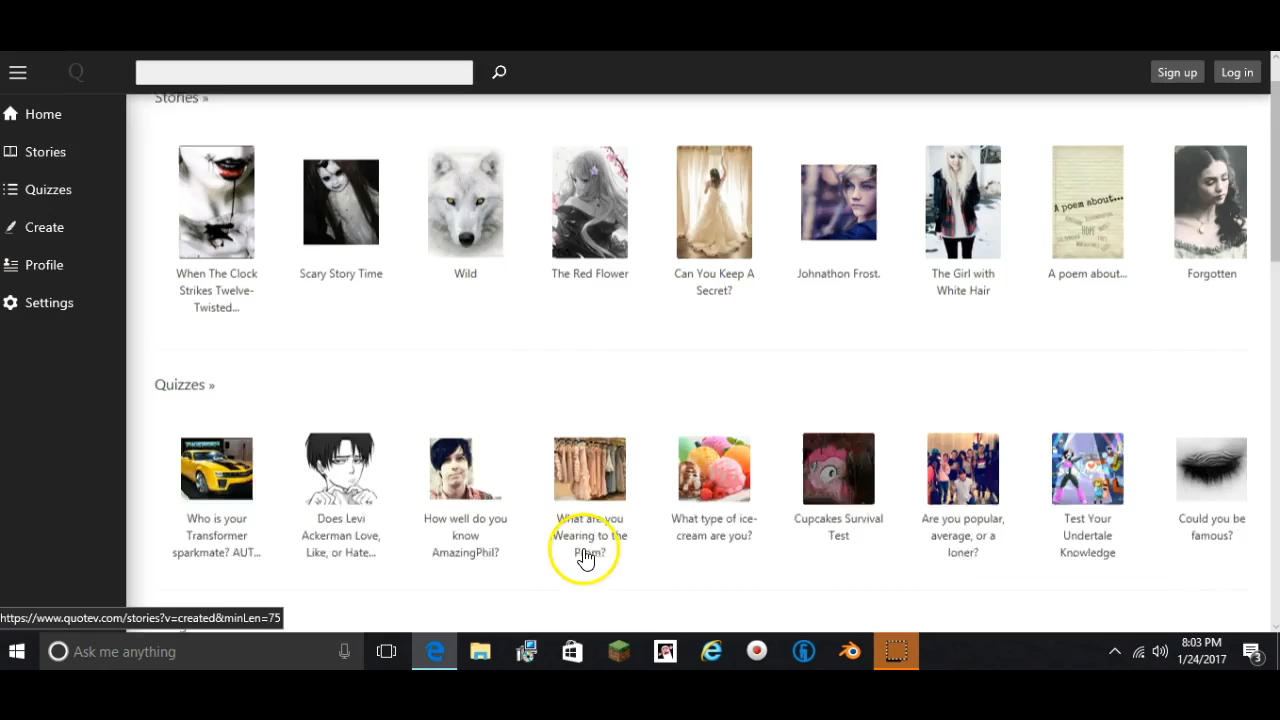 Q
Sign up
Log in
Home
Stories
Quizzes
Create
Profile
Settings
Stories »
When The Clock
Strikes Twelve-
Twisted...
Scary Story Time
Wild
The Red Flower
Can You Keep A
Secret?
Johnathon Frost.
The Girl with
White Hair
A poem about...
HOPE
A poem about...
Forgotten
Quizzes »
Who is your
Transformer
sparkmate? AUT...
Does Levi
Ackerman Love,
Like, or Hate...
How well do you
know
AmazingPhil?
What are you
Wearing to the
Prom?
What type of ice-
cream are you?
Cupcakes Survival
Test
Are you popular,
average, or a
loner?
Test Your
Undertale
Knowledge
Could you be
famous?
https://www.quotev.com/stories?v=created&minLen=75
Ask me anything
8:03 PM
1/24/2017
3